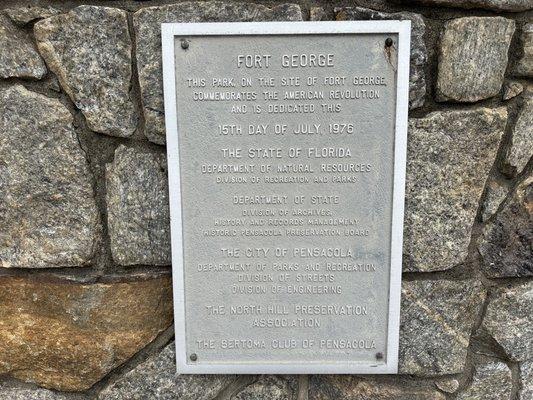 FORT GEORGE
THIS PARK, ON THE SITE OF FORT GEORGE,
COMMEMORATES THE AMERICAN REVOLUTION
AND IS DEDICATED THIS
15TH DAY OF JULY, 1976
THE STATE OF FLORIDA
DEPARTMENT OF NATURAL RESOURCES
DIVISION OF RECREATION AND PARKS
DEPARTMENT OF STATE
DIVISION OF ARCHIVES,
HISTORY AND RECORDS MANAGEMENT
HISTORIC PENSACOLA PRESERVATION BOARD
THE CITY OF PENSACOLA
DEPARTMENT OF PARKS AND RECREATION
DIVISION OF STREETS
DIVISION OF ENGINEERING
THE NORTH HILL PRESERVATION
ASSOCIATION
THE SERTOMA CLUB OF PENSACOLA